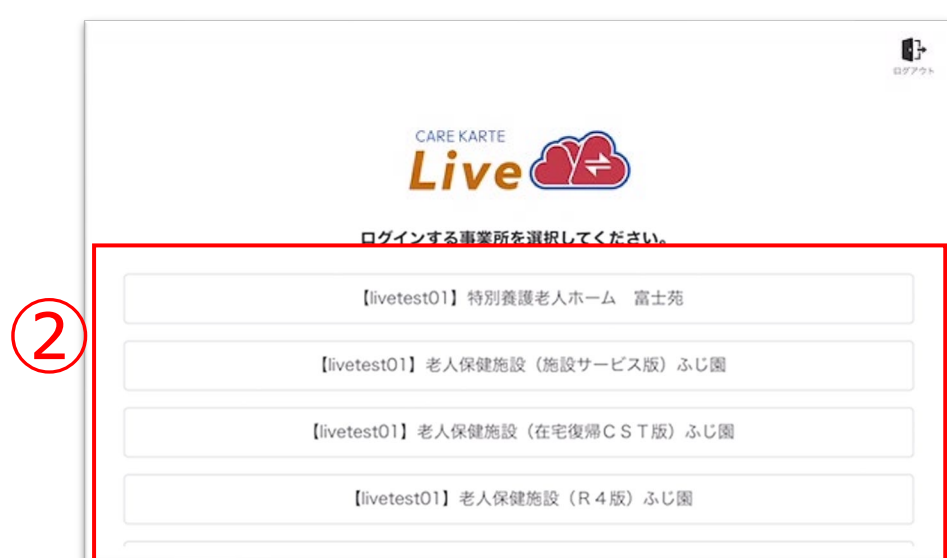 ログアウト
CARE KARTE
Live
ログインする事業所を選択してください。
②
【livetest01】特別養護老人ホーム　富士苑
【livetest01】老人保健施設（施設サービス版）ふじ園
【livetest01】老人保健施設（在宅復帰ＣＳＴ版）ふじ園
【livetest01】老人保健施設（Ｒ４版）ふじ園